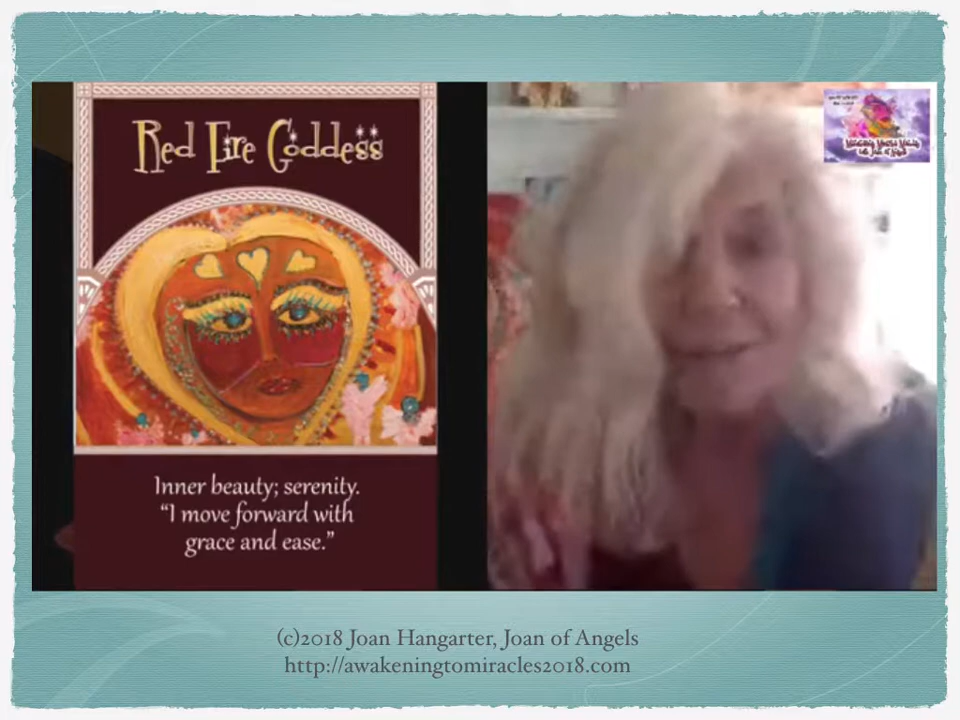 Red Fire Goddess
Inner beauty; serenity.
“I move forward with
grace and ease.”
(c)2018 Joan Hangarter, Joan of Angels
http://awakeningtomiracles2018.com